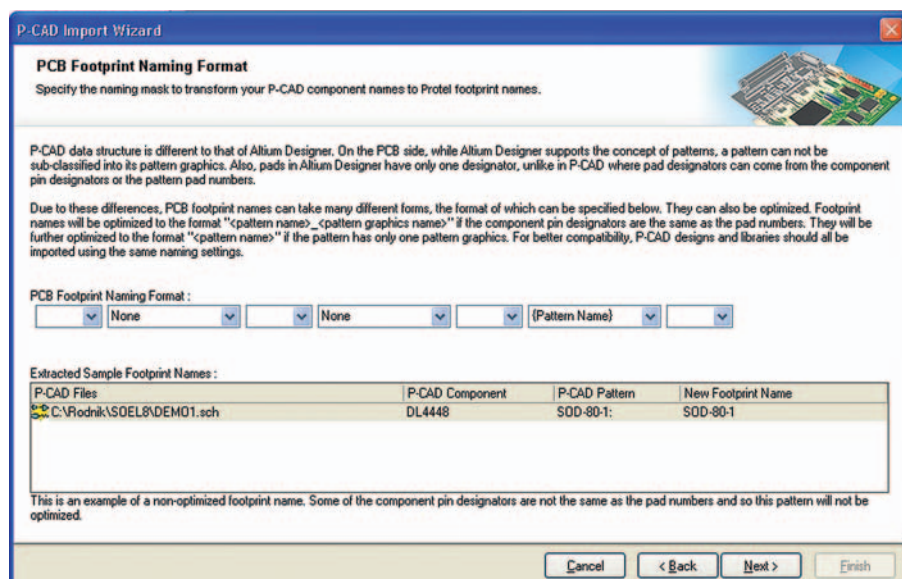 P-CAD Import Wizard
PCB Footprint Naming Format
Specify the naming mask to transform your P-CAD component names to Protel footprint names.
P-CAD data structure is different to that of Altium Designer. On the PCB side, while Altium Designer supports the concept of patterns, a pattern can not be
sub-classified into its pattern graphics. Also, pads in Altium Designer have only one designator, unlike in P-CAD where pad designators can come from the component
pin designators or the pattern pad numbers.
Due to these differences, PCB footprint names can take many different forms, the format of which can be specified below. They can also be optimized. Footprint
names will be optimized to the format "<pattern name>_<pattern graphics name>" if the component pin designators are the same as the pad numbers. They will be
further optimized to the format "<pattern name>" if the pattern has only one pattern graphics. For better compatibility, P-CAD designs and libraries should all be
imported using the same naming settings.
PCB Footprint Naming Format :
None None {Pattern Name}
Extracted Sample Footprint Names :
P-CAD Files P-CAD Component P-CAD Pattern New Footprint Name
C:\Rodnik\SOEL8\DEMO1.sch DL4448 SOD-80-1: SOD-80-1
This is an example of a non-optimized footprint name. Some of the component pin designators are not the same as the pad numbers and so this pattern will not be
optimized.
Cancel < Back Next > Finish